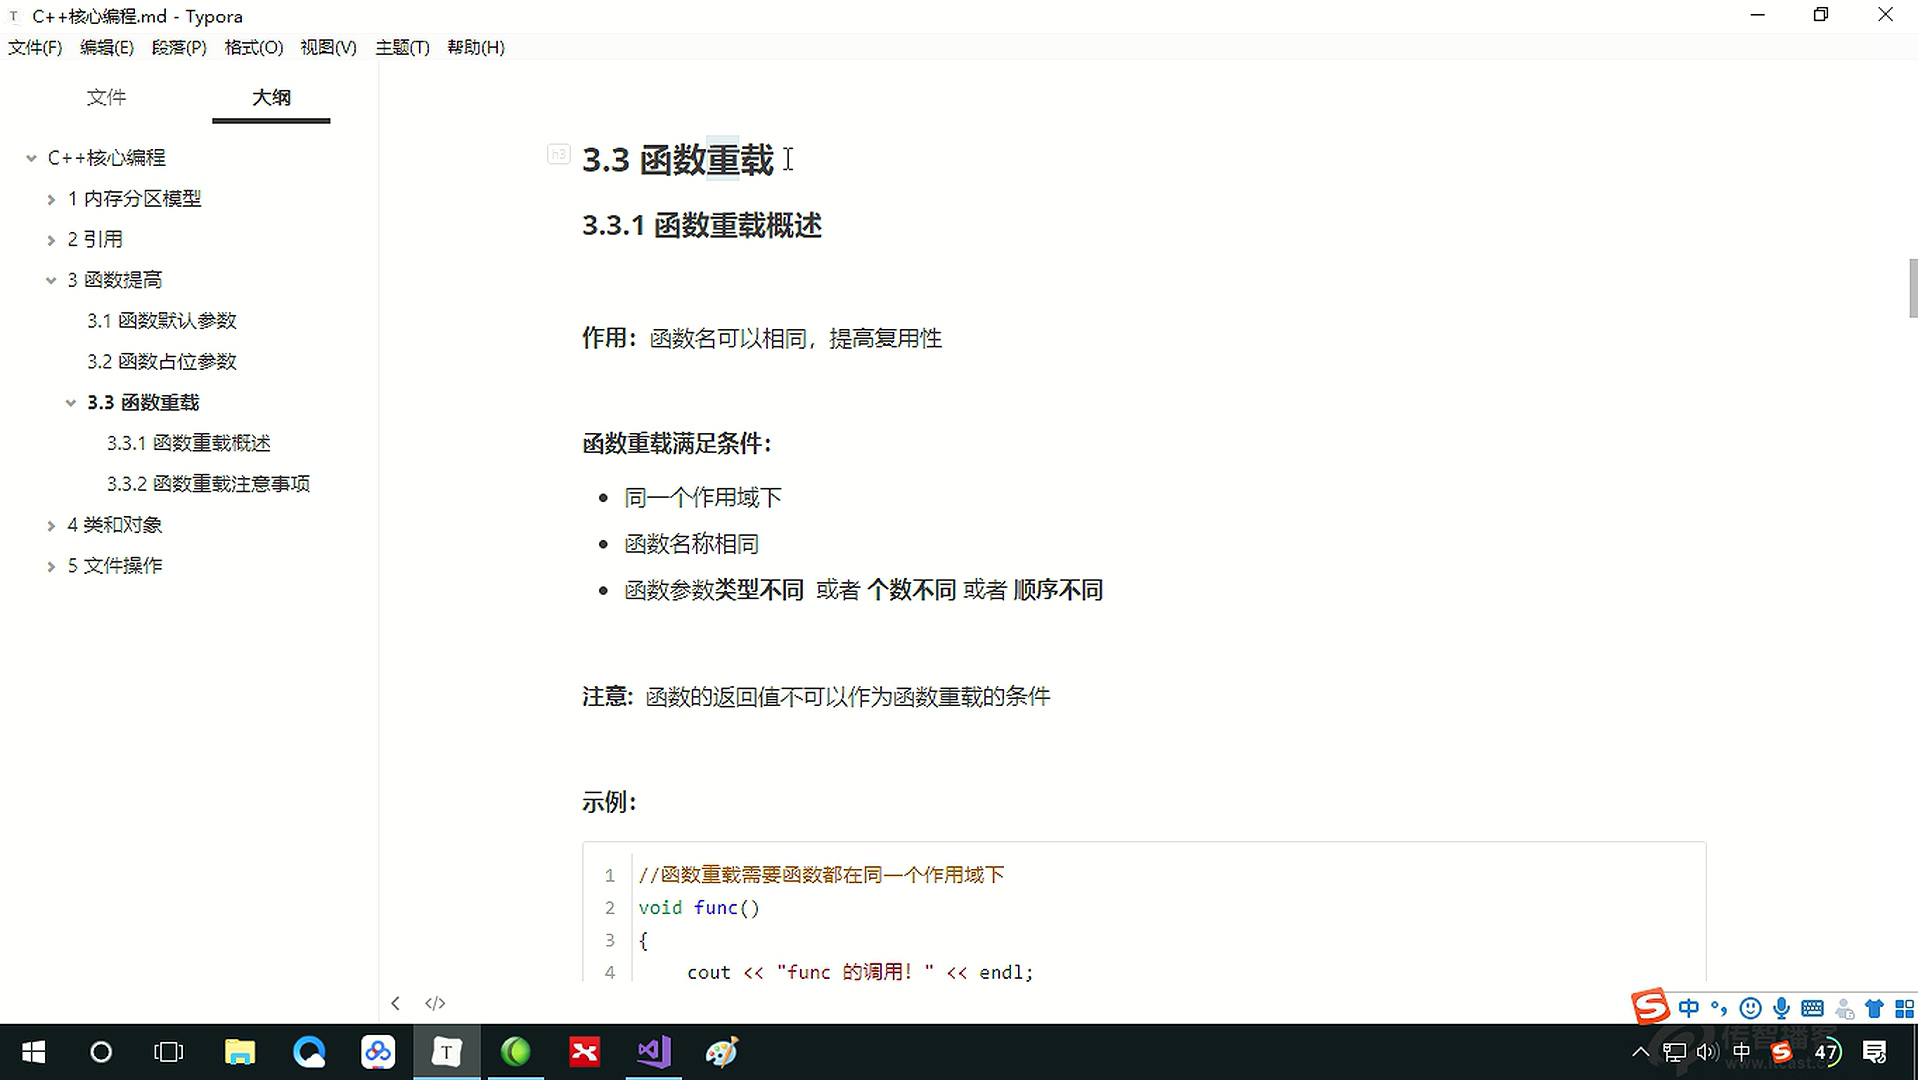 C++核心编程.md - Typora
文件(F) 编辑(E) 段落(P) 格式(O) 视图(V) 主题(T) 帮助(H)
文件 大纲
C++核心编程
1 内存分区模型
2 引用
3 函数提高
3.1 函数默认参数
3.2 函数占位参数
3.3 函数重载
3.3.1 函数重载概述
3.3.2 函数重载注意事项
4 类和对象
5 文件操作
h3
3.3 函数重载
3.3.1 函数重载概述
作用：函数名可以相同，提高复用性
函数重载满足条件：
同一个作用域下
函数名称相同
函数参数类型不同 或者 个数不同 或者 顺序不同
注意: 函数的返回值不可以作为函数重载的条件
示例：
1 //函数重载需要函数都在同一个作用域下
2 void func()
3 {
4 cout << "func 的调用！" << endl;
中
中
47
传智播客